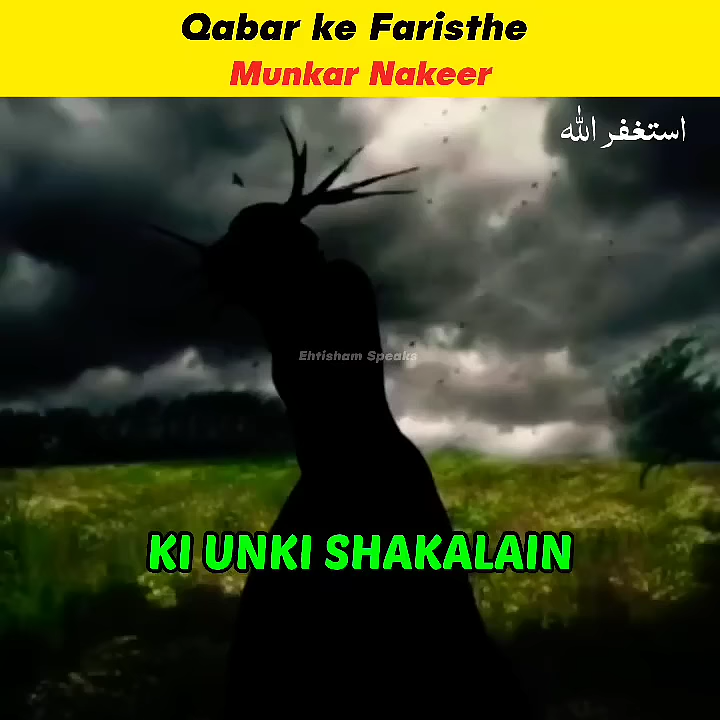 Qabar ke Faristhe
Munkar Nakeer
استغفر الله
Ehtisham Speaks
KI UNKI SHAKALAIN